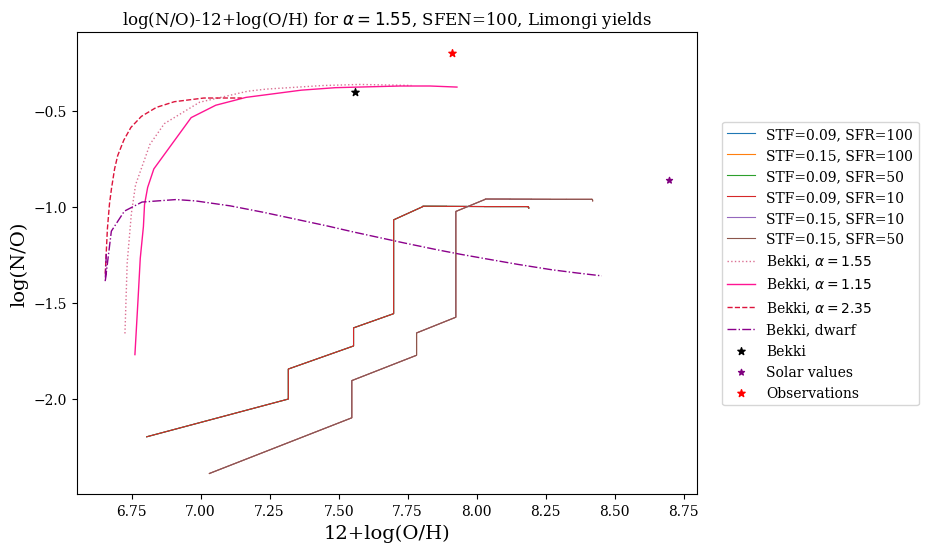 log(N/O)-12+log(O/H) for α = 1.55, SFEN=100, Limongi yields
log(N/O)
−0.5
−1.0
−1.5
−2.0
6.75 7.00 7.25 7.50 7.75 8.00 8.25 8.50 8.75
12+log(O/H)
STF=0.09, SFR=100
STF=0.15, SFR=100
STF=0.09, SFR=50
STF=0.09, SFR=10
STF=0.15, SFR=10
STF=0.15, SFR=50
Bekki, α = 1.55
Bekki, α = 1.15
Bekki, α = 2.35
Bekki, dwarf
Bekki
Solar values
Observations